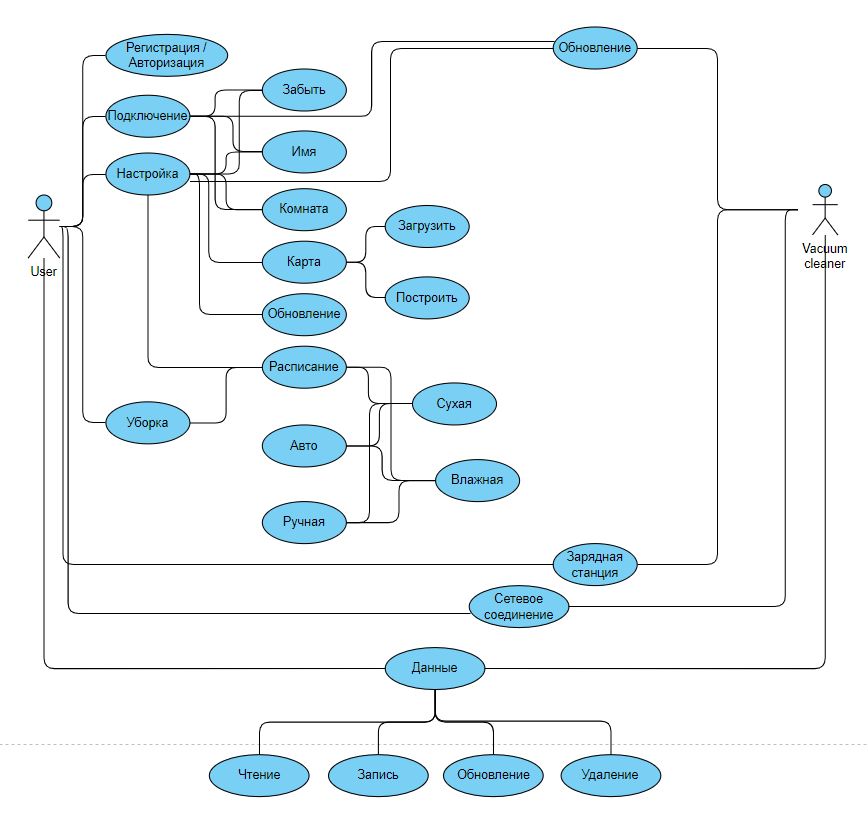 Регистрация /
Авторизация
Обновление
Забыть
Подключение
Имя
Настройка
Комната
Загрузить
User
Vacuum
cleaner
Карта
Построить
Обновление
Расписание
Сухая
Уборка
Авто
Влажная
Ручная
Зарядная
станция
Сетевое
соединение
Данные
Чтение
Запись
Обновление
Удаление